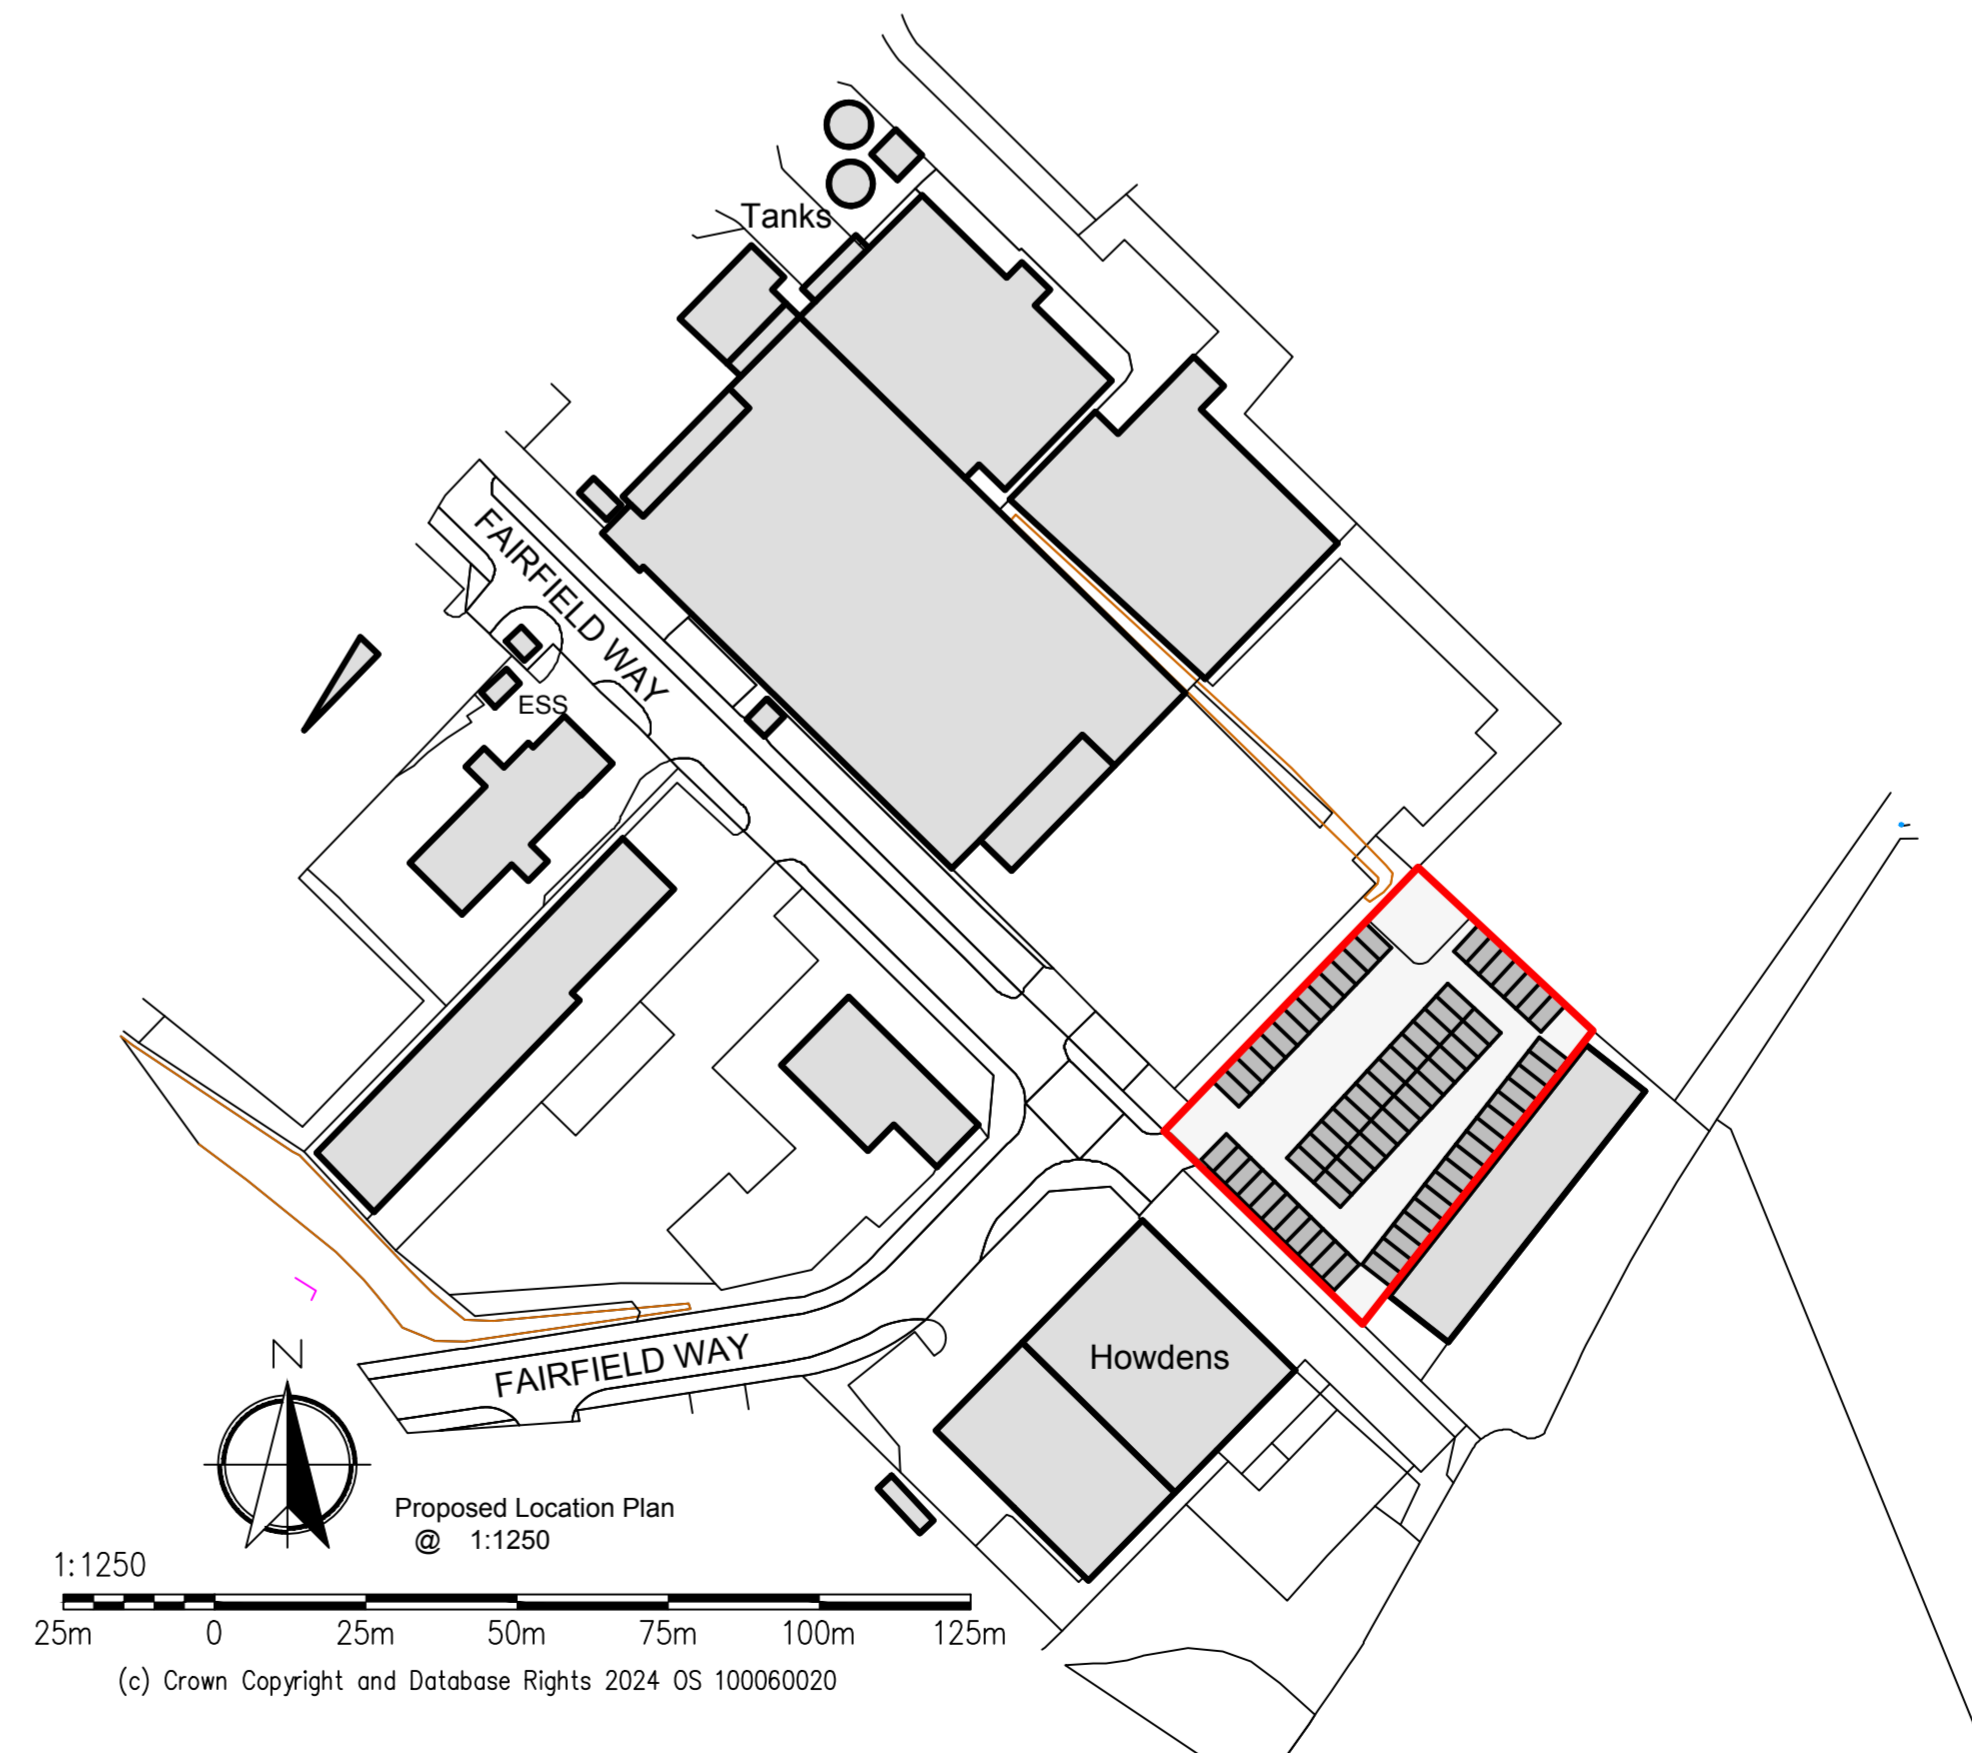 Tanks
FAIRFIELD WAY
ESS
FAIRFIELD WAY
Howdens
N
Proposed Location Plan
@ 1:1250
1:1250
25m 0 25m 50m 75m 100m 125m
(c) Crown Copyright and Database Rights 2024 OS 100060020